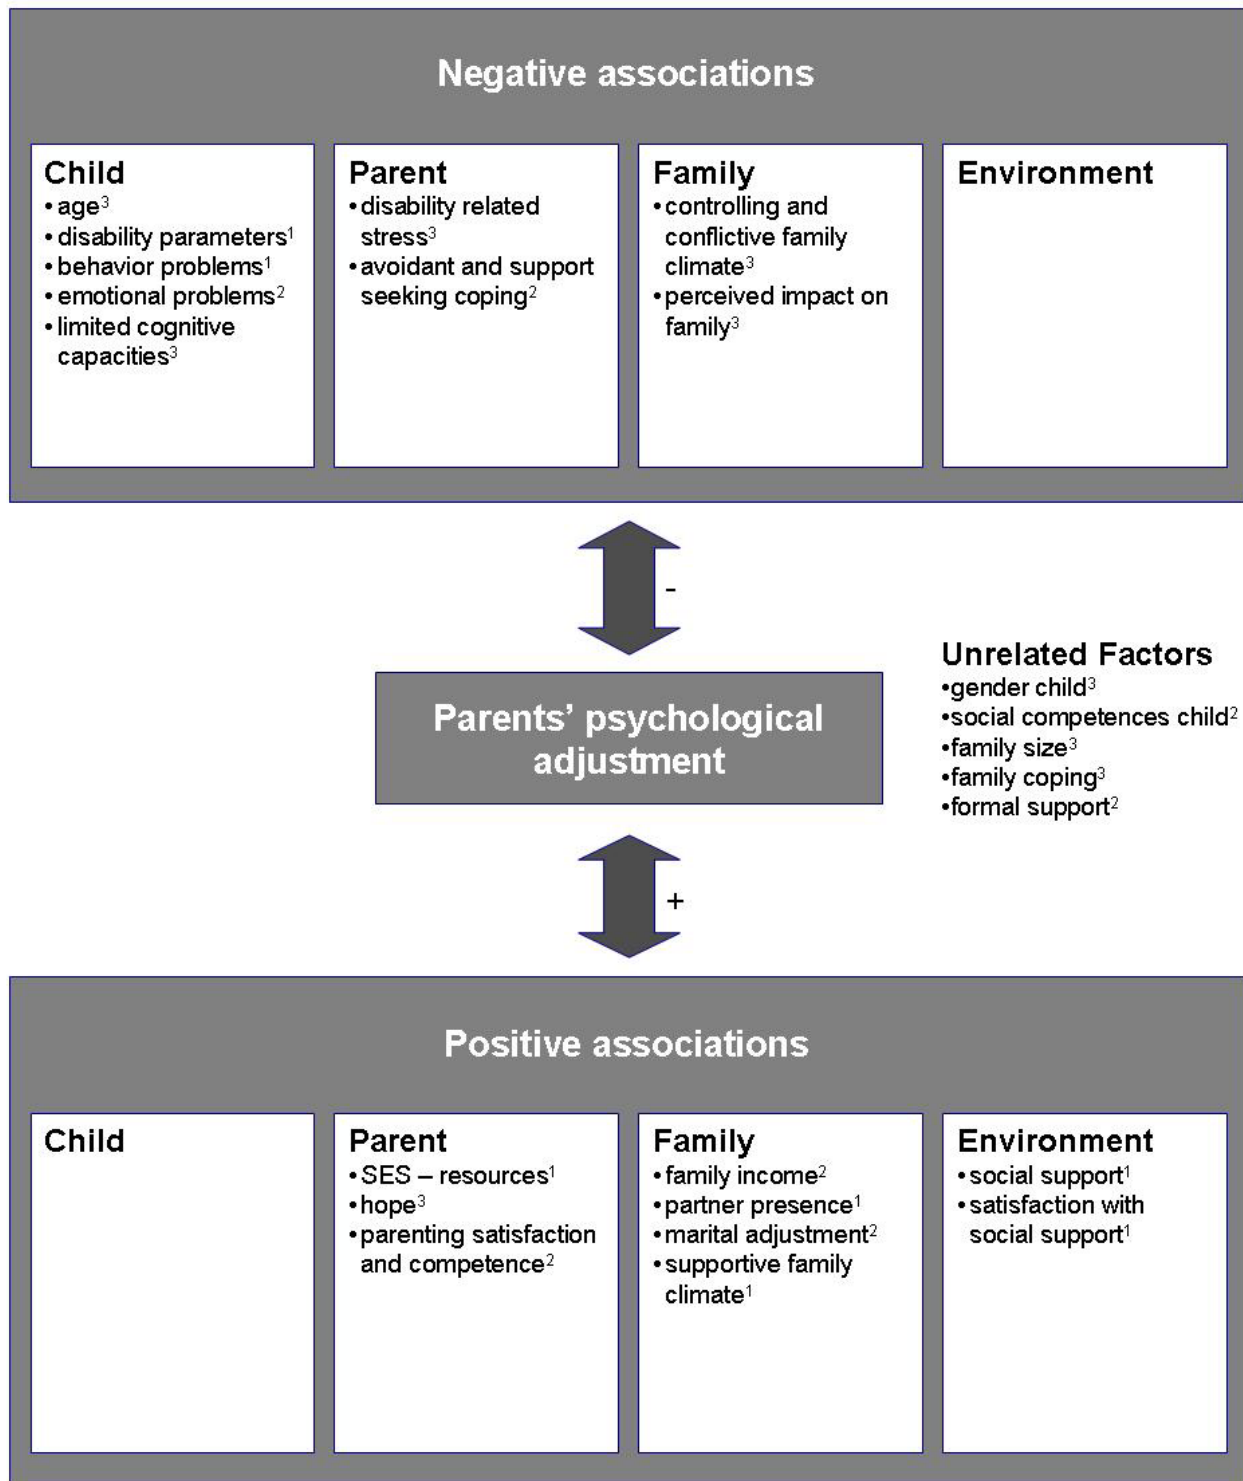 Negative associations
Child
• age³
• disability parameters¹
• behavior problems¹
• emotional problems²
• limited cognitive
capacities³
Parent
• disability related
stress³
• avoidant and support
seeking coping²
Family
• controlling and
conflictive family
climate³
• perceived impact on
family³
Environment
-
Parents’ psychological
adjustment
Unrelated Factors
•gender child³
•social competences child²
•family size³
•family coping³
•formal support²
+
Positive associations
Child
Parent
• SES – resources¹
• hope³
• parenting satisfaction
and competence²
Family
• family income²
• partner presence¹
• marital adjustment²
• supportive family
climate¹
Environment
• social support¹
• satisfaction with
social support¹